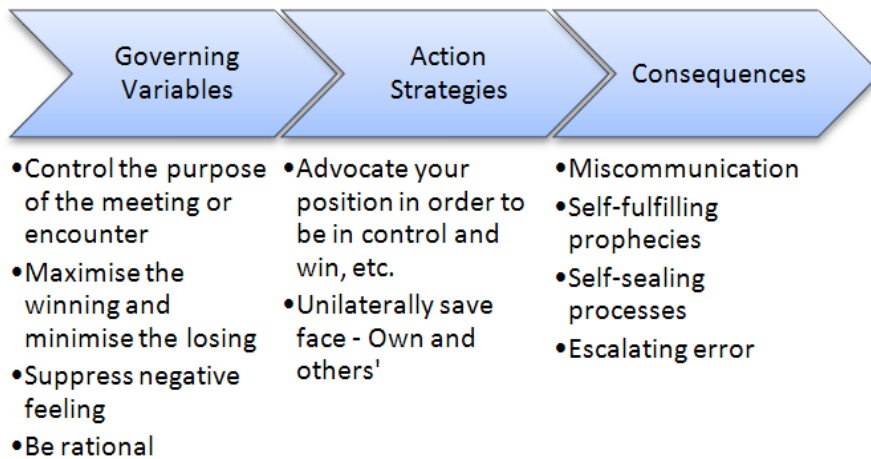 Governing
Variables
Action
Strategies
Consequences
•Control the purpose
of the meeting or
encounter
•Maximise the
winning and
minimise the losing
•Suppress negative
feeling
•Be rational
•Advocate your
position in order to
be in control and
win, etc.
•Unilaterally save
face - Own and
others'
•Miscommunication
•Self-fulfilling
prophecies
•Self-sealing
processes
•Escalating error